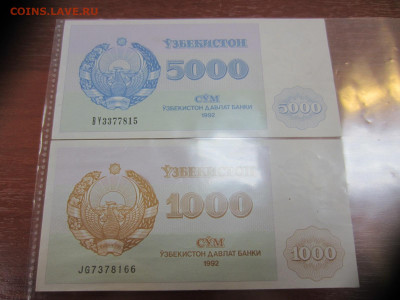 COINS.LAVE.RU
ЎЗБЕКИСТОН
5000
СЎМ
ЎЗБЕКИСТОН ДАВЛАТ БАНКИ
1992
BY3377815
5000
ЎЗБЕКИСТОН
1000
СЎМ
ЎЗБЕКИСТОН ДАВЛАТ БАНКИ
1992
JG7378166
1000